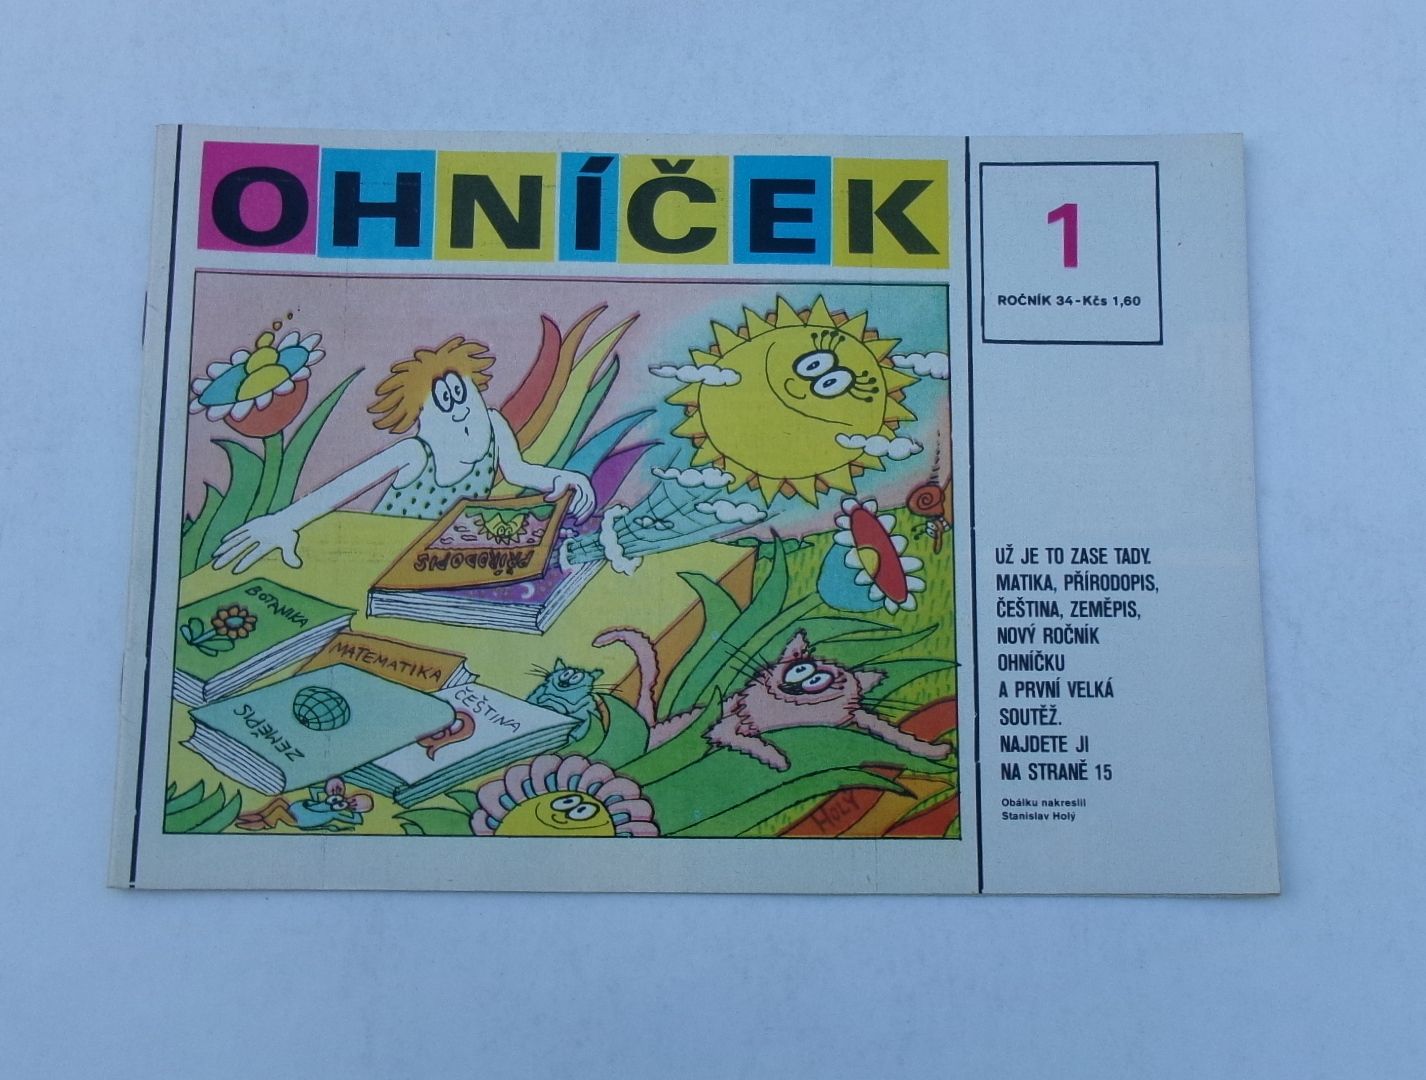 OHNÍČEK
1
ROČNÍK 34-Kčs 1,60
PŘÍRODOPIS
BOTANIKA
MATEMATIKA
ČEŠTINA
ZEMĚPIS
HOLÝ
UŽ JE TO ZASE TADY.
MATIKA, PŘÍRODOPIS,
ČEŠTINA, ZEMĚPIS,
NOVÝ ROČNÍK
OHNÍČKU
A PRVNÍ VELKÁ
SOUTĚŽ.
NAJDETE JI
NA STRANĚ 15
Obálku nakreslil
Stanislav Holý